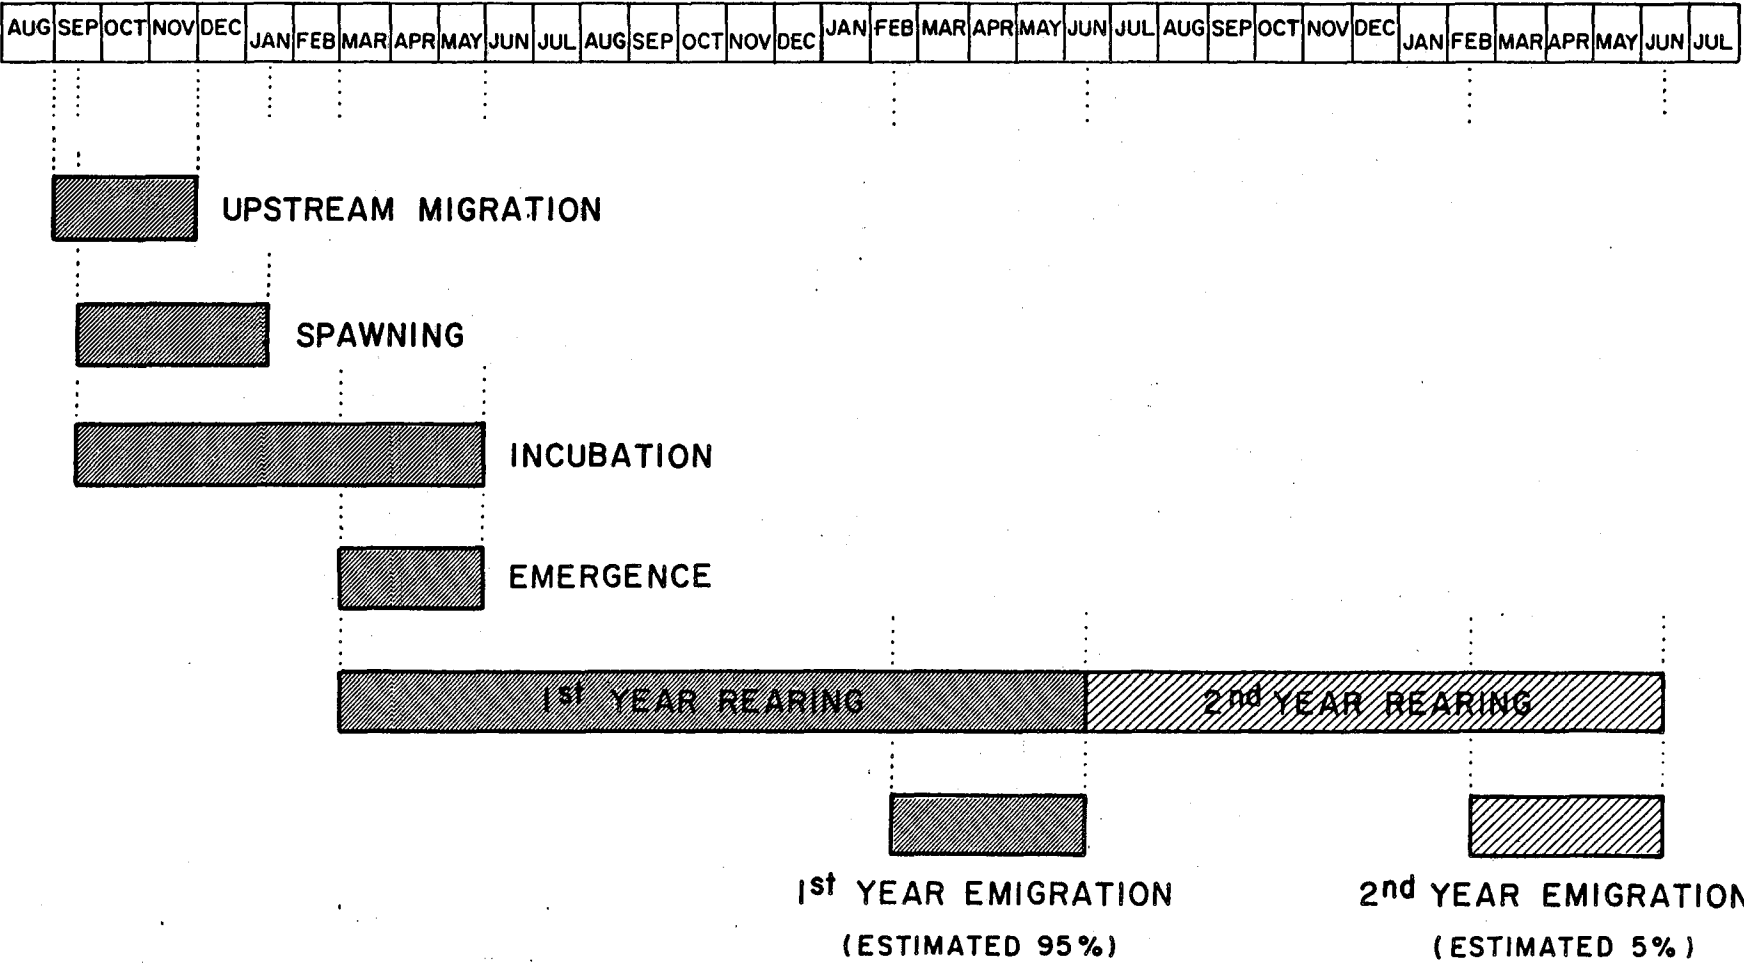 AUG SEP OCT NOV DEC JAN FEB MAR APR MAY JUN JUL AUG SEP OCT NOV DEC JAN FEB MAR APR MAY JUN JUL AUG SEP OCT NOV DEC JAN FEB MAR APR MAY JUN JUL
UPSTREAM MIGRATION
SPAWNING
INCUBATION
EMERGENCE
1st YEAR REARING 2nd YEAR REARING
1st YEAR EMIGRATION 2nd YEAR EMIGRATION
(ESTIMATED 95%) (ESTIMATED 5%)